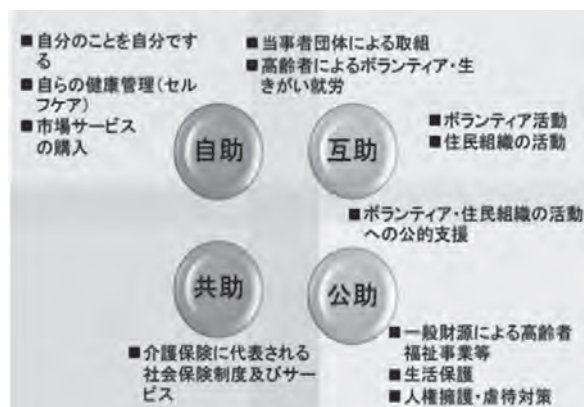 ■自分のことを自分です
る
■自らの健康管理(セル
フケア)
■市場サービス
の購入
■当事者団体による取組
■高齢者によるボランティア・生
きがい就労
自助
互助
■ボランティア活動
■住民組織の活動
■ボランティア・住民組織の活動
への公的支援
共助
公助
■介護保険に代表される
社会保険制度及びサー
ビス
■一般財源による高齢者
福祉事業等
■生活保護
■人権擁護・虐待対策